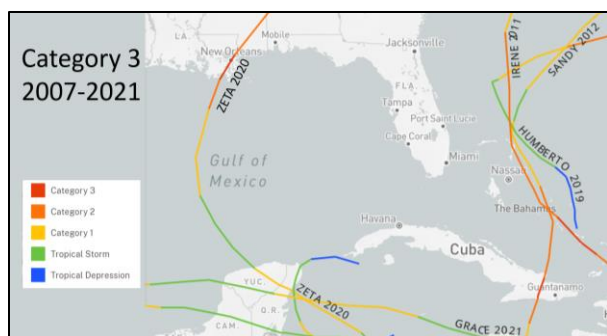 Category 3
2007-2021
LA.
Mobile
New Orleans
ZETA 2020
Jacksonville
FLA.
Tampa
Port Saint Lucie
Cape Coral
Miami
Gulf of
Mexico
IRENE 2011
SANDY 2012
HUMBERTO 2019
Nassau
The Bahamas
Category 3
Category 2
Category 1
Tropical Storm
Tropical Depression
Havana
Cuba
Guantanamo
YUC.
Q.R.
CAM
ZETA 2020
GRACE 2021